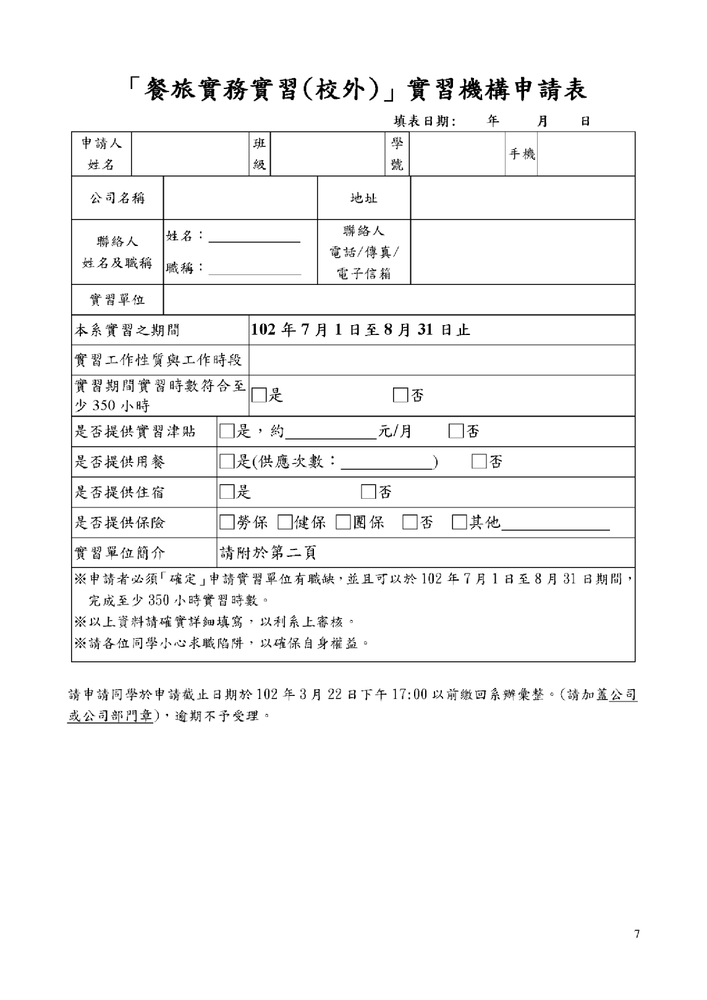 「餐旅實務實習(校外)」實習機構申請表
填表日期: 年 月 日
申請人姓名 班級 學號 手機
公司名稱 地址
聯絡人姓名及職稱 姓名：__________ 職稱：__________ 聯絡人電話/傳真/電子信箱
實習單位
本系實習之期間 102 年 7 月 1 日至 8 月 31 日止
實習工作性質與工作時段
實習期間實習時數符合至少 350 小時 □是 □否
是否提供實習津貼 □是，約__________元/月 □否
是否提供用餐 □是(供應次數：__________) □否
是否提供住宿 □是 □否
是否提供保險 □勞保 □健保 □團保 □否 □其他__________
實習單位簡介 請附於第二頁
※申請者必須「確定」申請實習單位有職缺，並且可以於 102 年 7 月 1 日至 8 月 31 日期間，
完成至少 350 小時實習時數。
※以上資料請確實詳細填寫，以利系上審核。
※請各位同學小心求職陷阱，以確保自身權益。
請申請同學於申請截止日期於 102 年 3 月 22 日下午 17:00 以前繳回系辦彙整。(請加蓋公司
或公司部門章)，逾期不予受理。
7